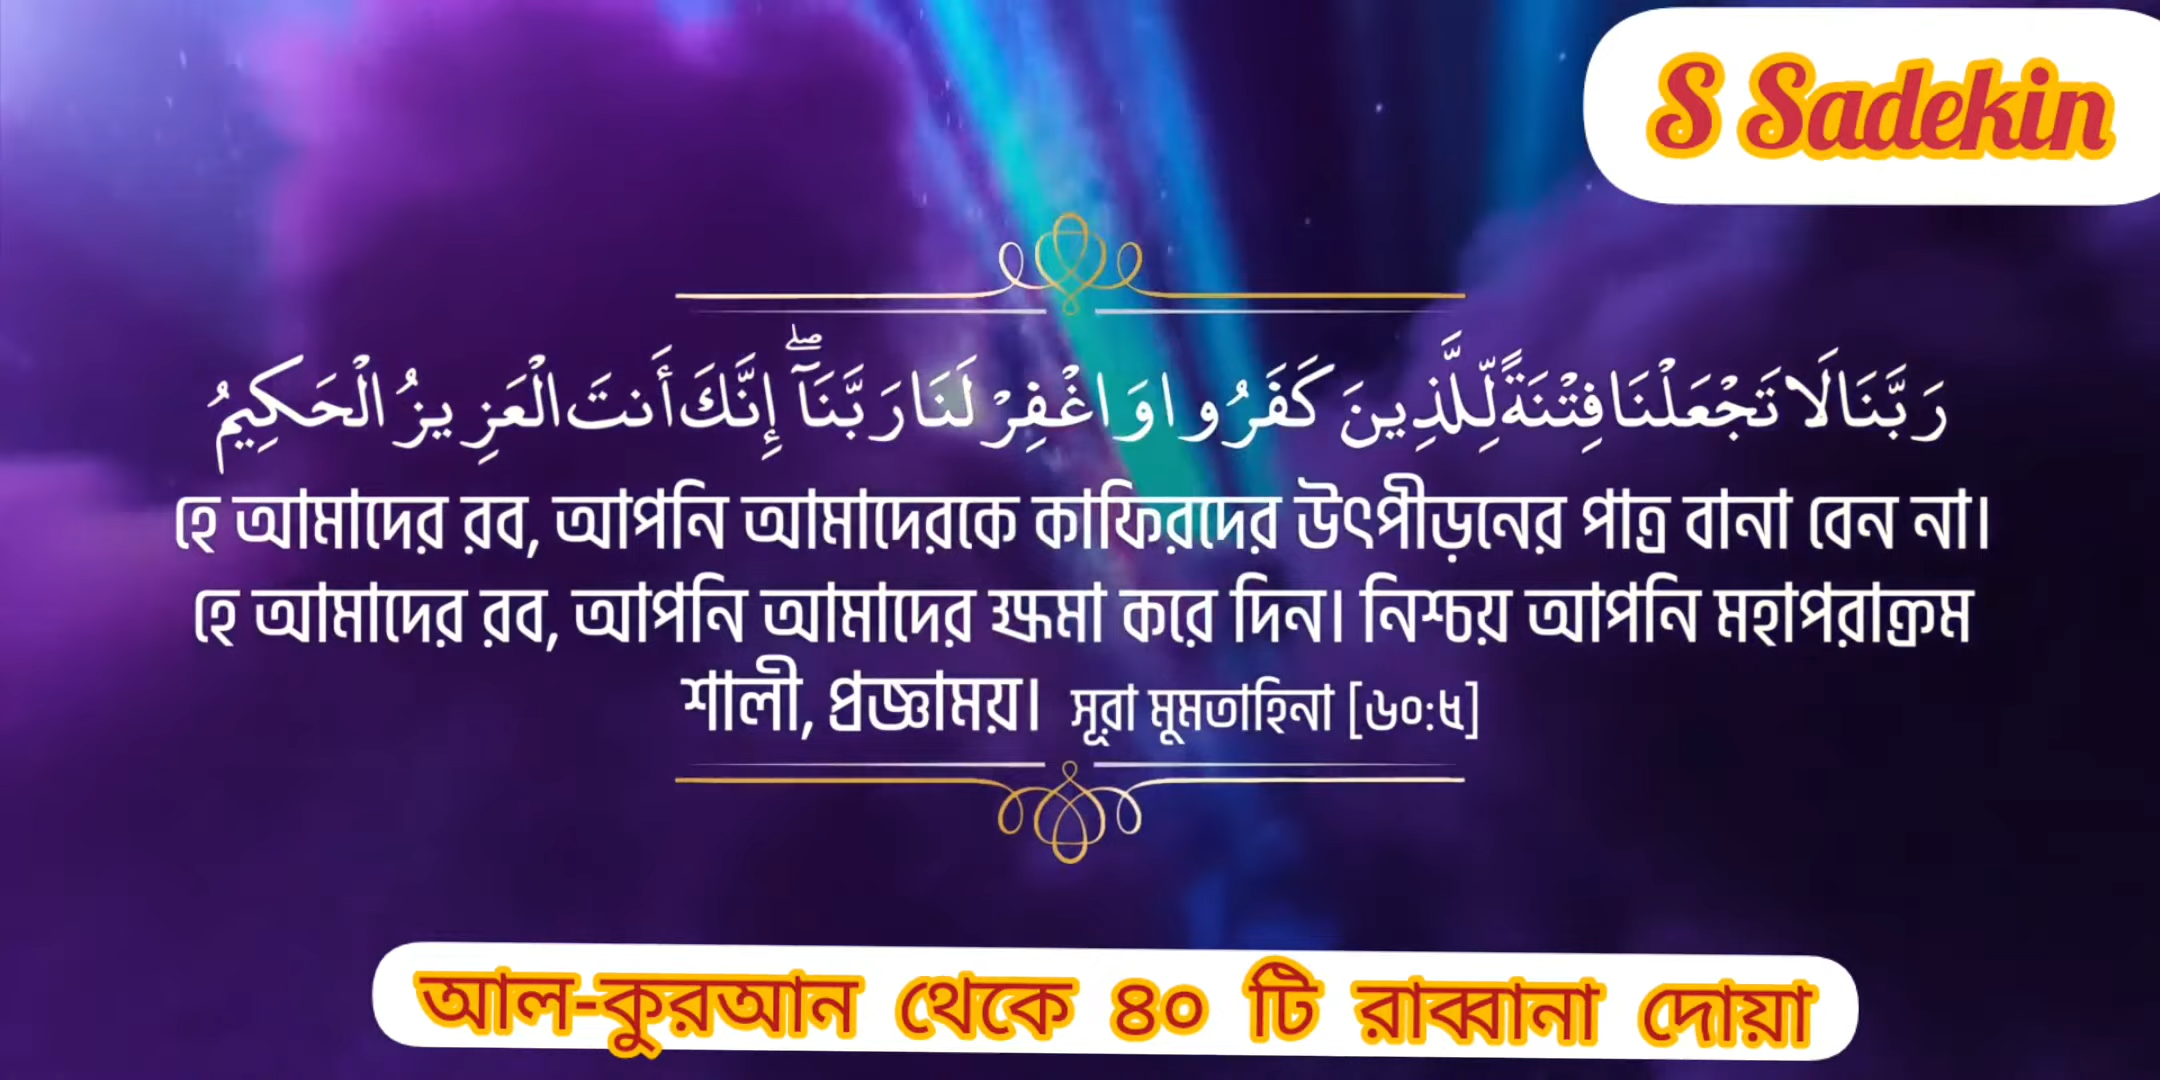 S Sadekin
رَبَّنَا لَا تَجْعَلْنَا فِتْنَةً لِّلَّذِينَ كَفَرُوا وَاغْفِرْ لَنَا رَبَّنَآ ۖ إِنَّكَ أَنتَ الْعَزِيزُ الْحَكِيمُ
হে আমাদের রব, আপনি আমাদেরকে কাফিরদের উৎপীড়নের পাত্র বানা বেন না।
হে আমাদের রব, আপনি আমাদের ক্ষমা করে দিন। নিশ্চয় আপনি মহাপরাক্রম
শালী, প্রজ্ঞাময়। সূরা মুমতাহিনা [৬০:৫]
আল-কুরআন থেকে ৪০ টি রাব্বানা দোয়া